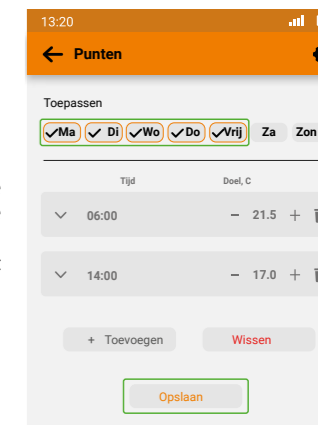 13:20
Punten
Toepassen
Ma Di Wo Do Vrij Za Zon
Tijd Doel, C
06:00 − 21.5 +
14:00 − 17.0 +
+ Toevoegen Wissen
Opslaan